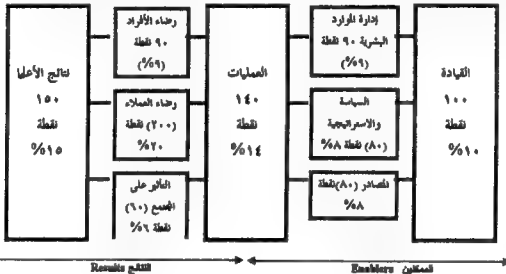 القيادة
١٠٠
نقطة
%١٠
إدارة الموارد
البشرية ٩٠ نقطة
(%٩)
السياسة
والاستراتيجية
(٨٠) نقطة %٨
المصادر (٨٠) نقطة
%٨
العمليات
١٤٠
نقطة
%١٤
رضاء الأفراد
٩٠ نقطة
(%٩)
رضاء العملاء
(٢٠٠) نقطة
%٢٠
التأثير على
المجتمع (٦٠)
نقطة %٦
نتائج الأعما
١٥٠
نقطة
%١٥
الممكنون Enablers
النتائج Results